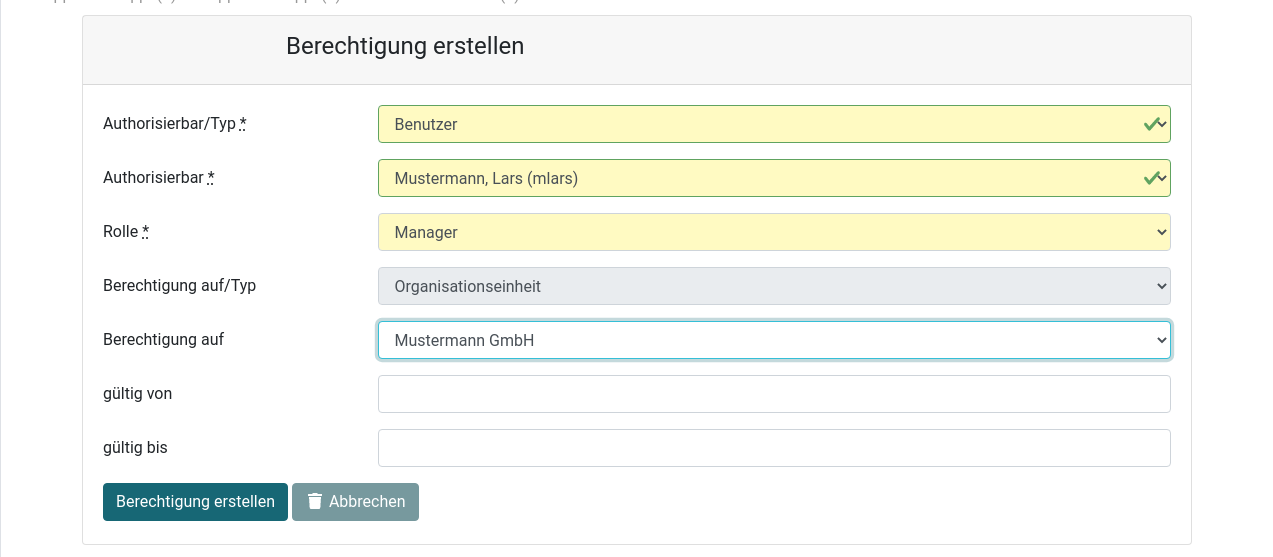 Berechtigung erstellen
Authorisierbar/Typ * Benutzer
Authorisierbar * Mustermann, Lars (mlars)
Rolle * Manager
Berechtigung auf/Typ Organisationseinheit
Berechtigung auf Mustermann GmbH
gültig von
gültig bis
Berechtigung erstellen Abbrechen